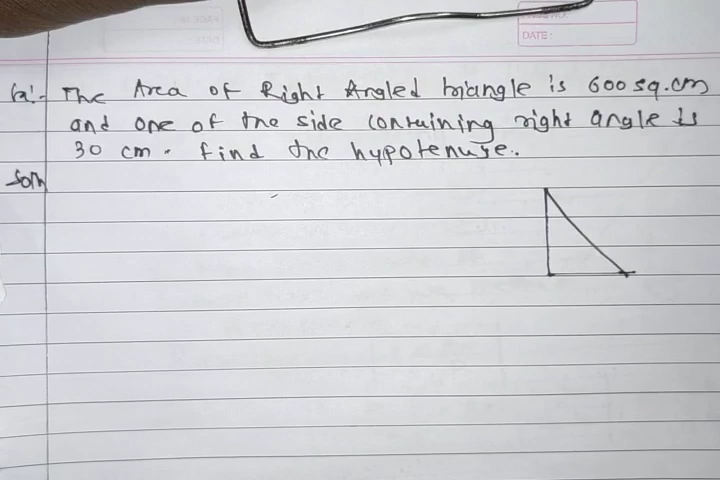 DATE:
Q:- The Area of Right Angled triangle is 600 sq.cm
and one of the side containing right angle is
30 cm. find the hypotenuse.
Soln